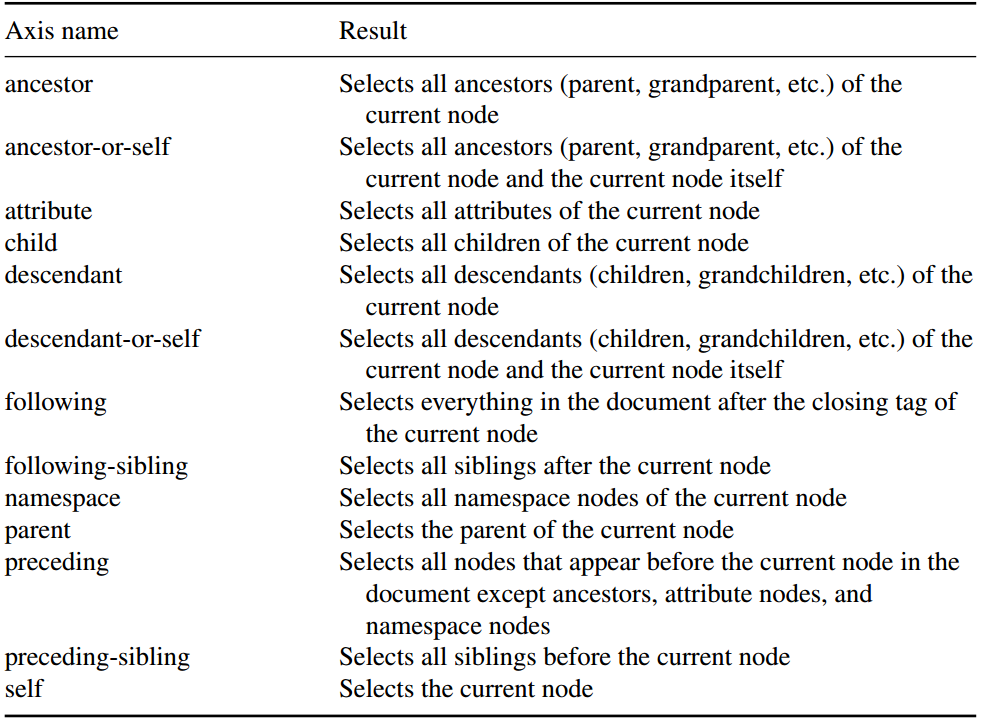 Axis name Result
ancestor Selects all ancestors (parent, grandparent, etc.) of the
current node
ancestor-or-self Selects all ancestors (parent, grandparent, etc.) of the
current node and the current node itself
attribute Selects all attributes of the current node
child Selects all children of the current node
descendant Selects all descendants (children, grandchildren, etc.) of the
current node
descendant-or-self Selects all descendants (children, grandchildren, etc.) of the
current node and the current node itself
following Selects everything in the document after the closing tag of
the current node
following-sibling Selects all siblings after the current node
namespace Selects all namespace nodes of the current node
parent Selects the parent of the current node
preceding Selects all nodes that appear before the current node in the
document except ancestors, attribute nodes, and
namespace nodes
preceding-sibling Selects all siblings before the current node
self Selects the current node